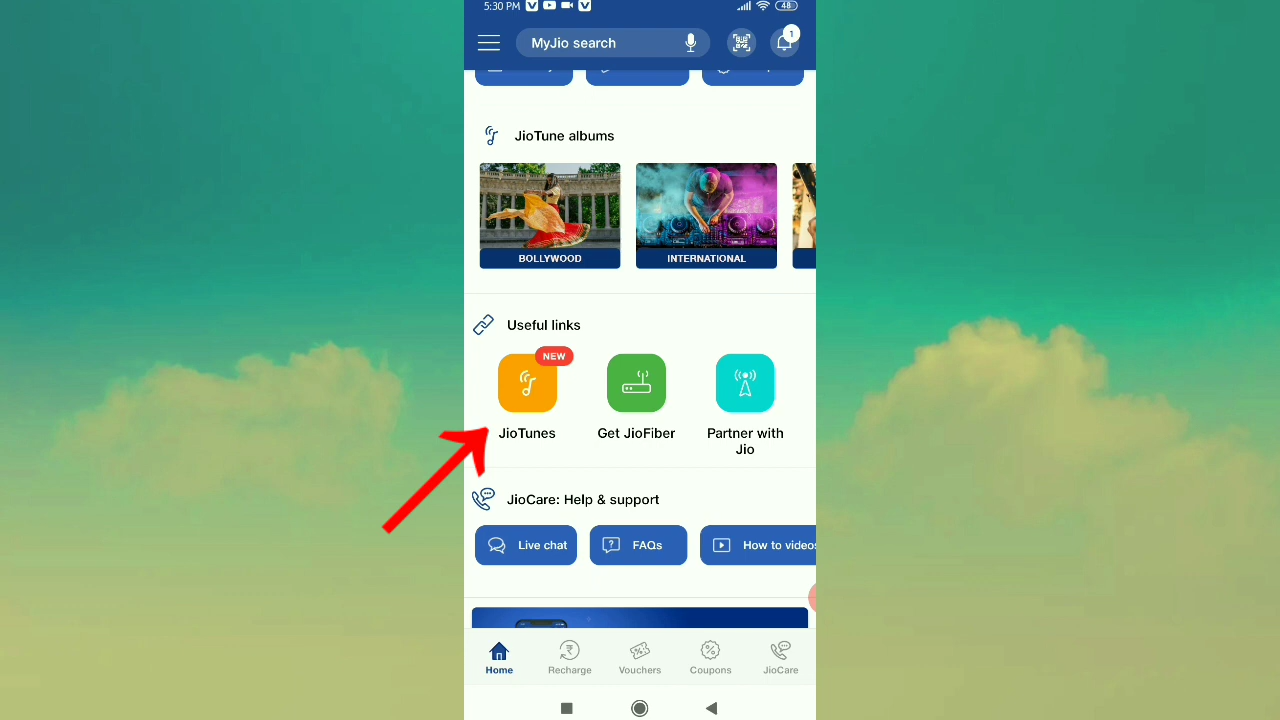 5:30 PM
48
MyJio search
1
JioTune albums
BOLLYWOOD
INTERNATIONAL
Useful links
NEW
JioTunes
Get JioFiber
Partner with
Jio
JioCare: Help & support
Live chat
FAQs
How to videos
Home
Recharge
Vouchers
Coupons
JioCare